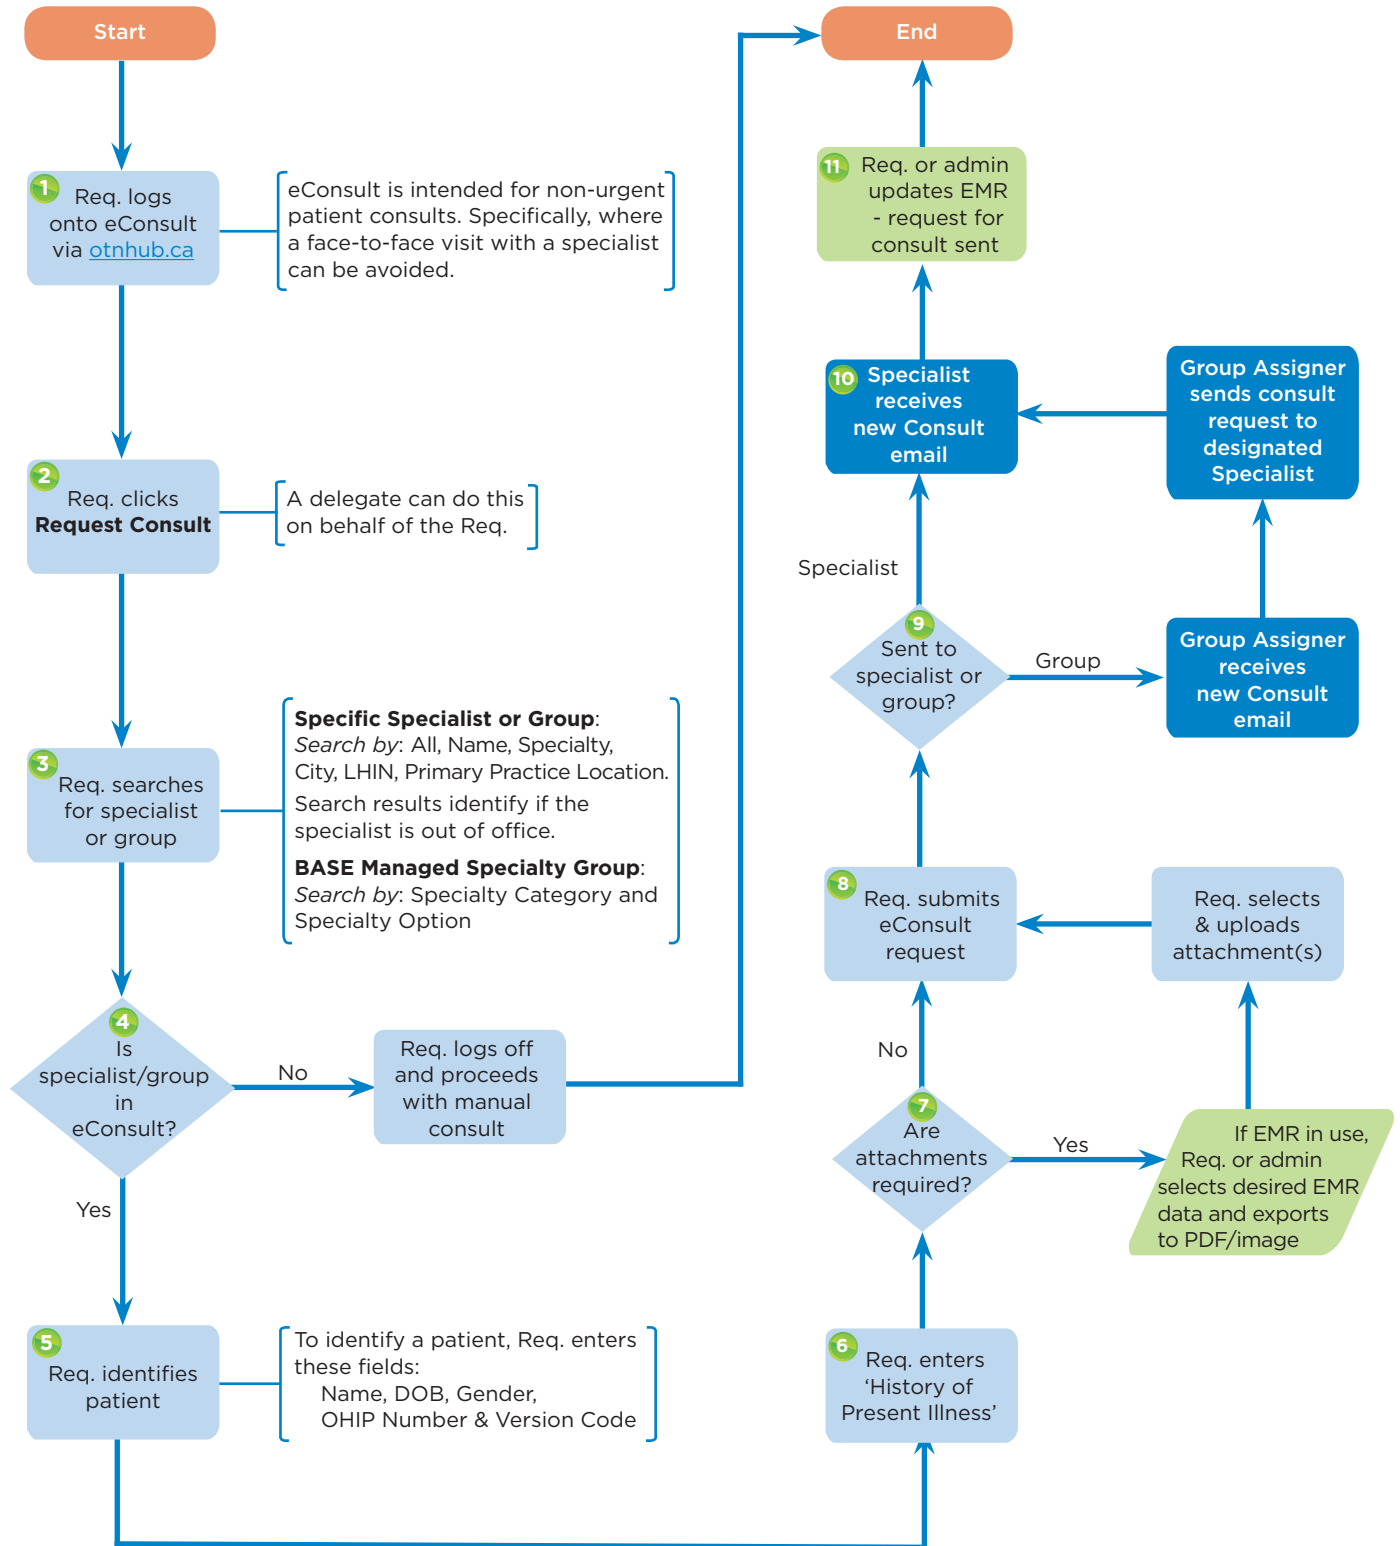 Start
1
Req. logs
onto eConsult
via otnhub.ca
eConsult is intended for non-urgent
patient consults. Specifically, where
a face-to-face visit with a specialist
can be avoided.
2
Req. clicks
Request Consult
A delegate can do this
on behalf of the Req.
3
Req. searches
for specialist
or group
Specific Specialist or Group:
Search by: All, Name, Specialty,
City, LHIN, Primary Practice Location.
Search results identify if the
specialist is out of office.
BASE Managed Specialty Group:
Search by: Specialty Category and
Specialty Option
4
Is
specialist/group
in
eConsult?
No
Req. logs off
and proceeds
with manual
consult
Yes
5
Req. identifies
patient
To identify a patient, Req. enters
these fields:
Name, DOB, Gender,
OHIP Number & Version Code
6
Req. enters
‘History of
Present Illness’
7
Are
attachments
required?
Yes
If EMR in use,
Req. or admin
selects desired EMR
data and exports
to PDF/image
Req. selects
& uploads
attachment(s)
No
8
Req. submits
eConsult
request
9
Sent to
specialist or
group?
Group
Group Assigner
receives
new Consult
email
Group Assigner
sends consult
request to
designated
Specialist
Specialist
10
Specialist
receives
new Consult
email
11
Req. or admin
updates EMR
- request for
consult sent
End